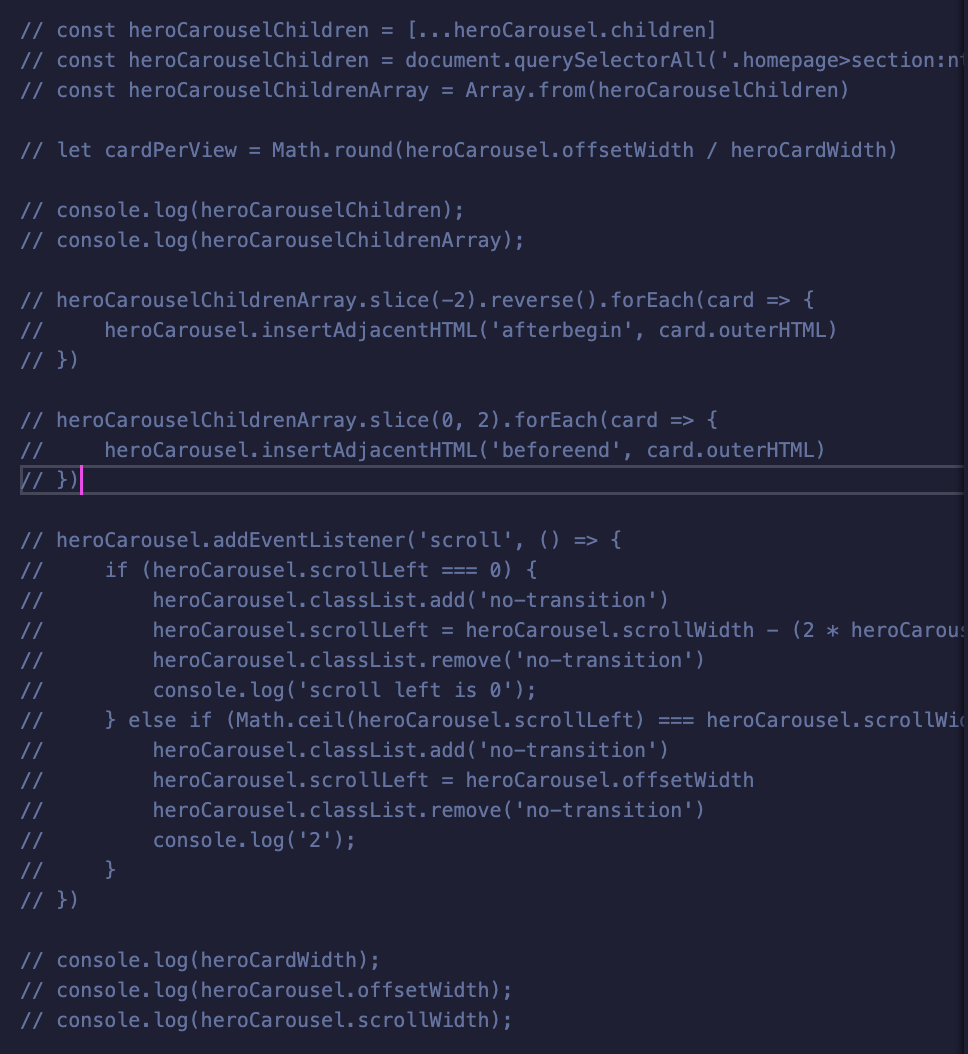 // const heroCarouselChildren = [...heroCarousel.children]
// const heroCarouselChildren = document.querySelectorAll('.homepage>section:
// const heroCarouselChildrenArray = Array.from(heroCarouselChildren)
// let cardPerView = Math.round(heroCarousel.offsetWidth / heroCardWidth)
// console.log(heroCarouselChildren);
// console.log(heroCarouselChildrenArray);
// heroCarouselChildrenArray.slice(-2).reverse().forEach(card => {
//     heroCarousel.insertAdjacentHTML('afterbegin', card.outerHTML)
// })
// heroCarouselChildrenArray.slice(0, 2).forEach(card => {
//     heroCarousel.insertAdjacentHTML('beforeend', card.outerHTML)
// })
// heroCarousel.addEventListener('scroll', () => {
//     if (heroCarousel.scrollLeft === 0) {
//         heroCarousel.classList.add('no-transition')
//         heroCarousel.scrollLeft = heroCarousel.scrollWidth - (2 * heroCarous
//         heroCarousel.classList.remove('no-transition')
//         console.log('scroll left is 0');
//     } else if (Math.ceil(heroCarousel.scrollLeft) === heroCarousel.scrollWi
//         heroCarousel.classList.add('no-transition')
//         heroCarousel.scrollLeft = heroCarousel.offsetWidth
//         heroCarousel.classList.remove('no-transition')
//         console.log('2');
//     }
// })
// console.log(heroCardWidth);
// console.log(heroCarousel.offsetWidth);
// console.log(heroCarousel.scrollWidth);